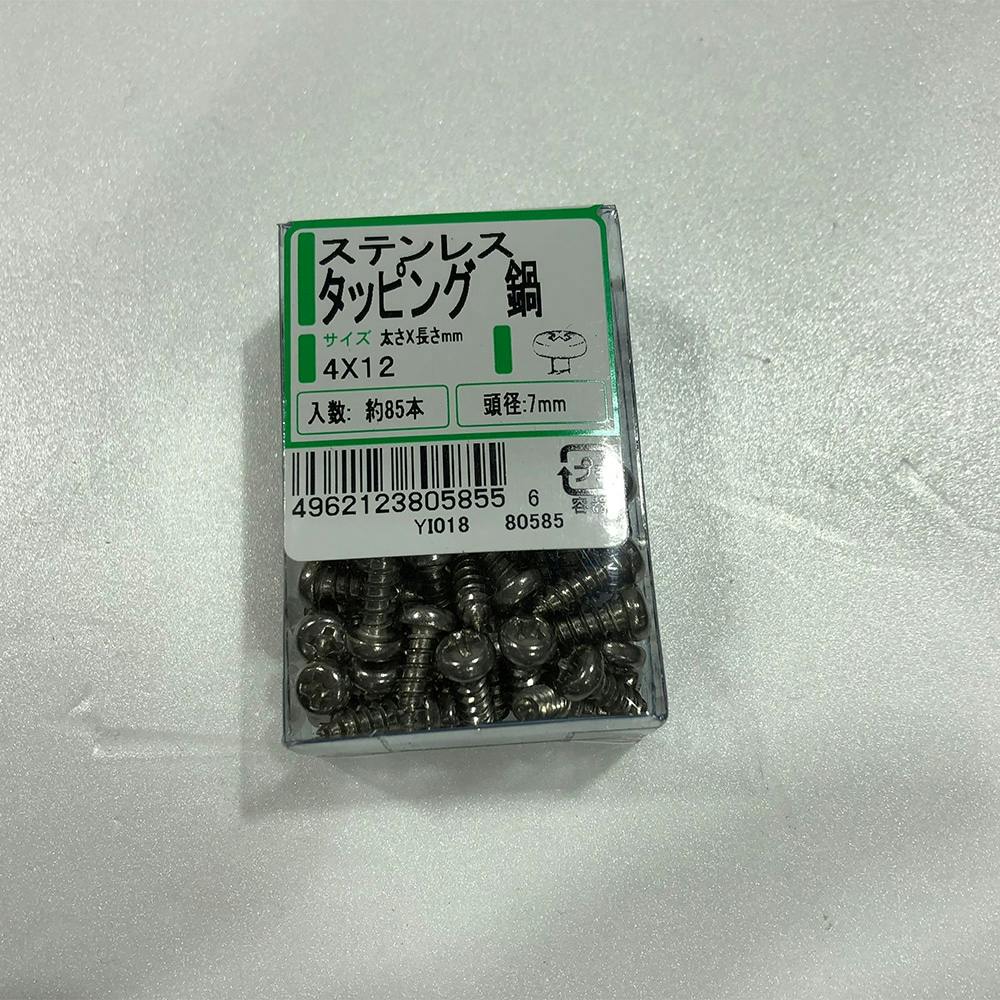 ステンレス
タッピング 鍋
サイズ 太さX長さmm
4X12
入数: 約85本
頭径:7mm
4962123805855 6
容器
YI018 80585